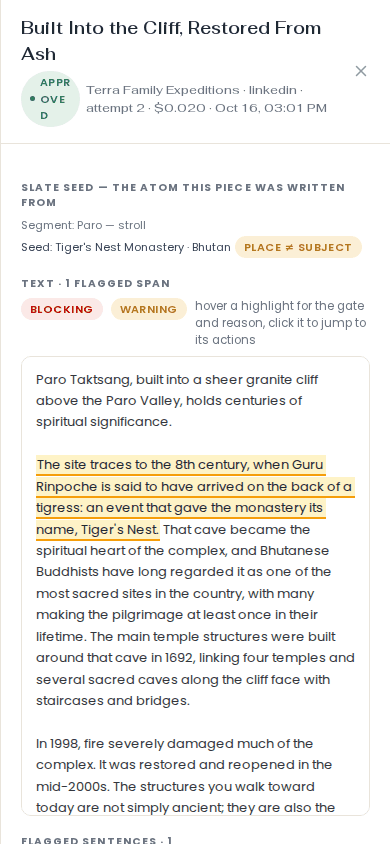 Built Into the Cliff, Restored From
Ash
APPR
OVE
D
Terra Family Expeditions · linkedin ·
attempt 2 · $0.020 · Oct 16, 03:01 PM
SLATE SEED — THE ATOM THIS PIECE WAS WRITTEN
FROM
Segment: Paro — stroll
Seed: Tiger's Nest Monastery · Bhutan PLACE ≠ SUBJECT
TEXT · 1 FLAGGED SPAN
BLOCKING WARNING hover a highlight for the gate
and reason, click it to jump to
its actions
Paro Taktsang, built into a sheer granite cliff
above the Paro Valley, holds centuries of
spiritual significance.
The site traces to the 8th century, when Guru
Rinpoche is said to have arrived on the back of a
tigress: an event that gave the monastery its
name, Tiger's Nest. That cave became the
spiritual heart of the complex, and Bhutanese
Buddhists have long regarded it as one of the
most sacred sites in the country, with many
making the pilgrimage at least once in their
lifetime. The main temple structures were built
around that cave in 1692, linking four temples and
several sacred caves along the cliff face with
staircases and bridges.
In 1998, fire severely damaged much of the
complex. It was restored and reopened in the
mid-2000s. The structures you walk toward
today are not simply ancient; they are also the
FLAGGED SENTENCES · 1